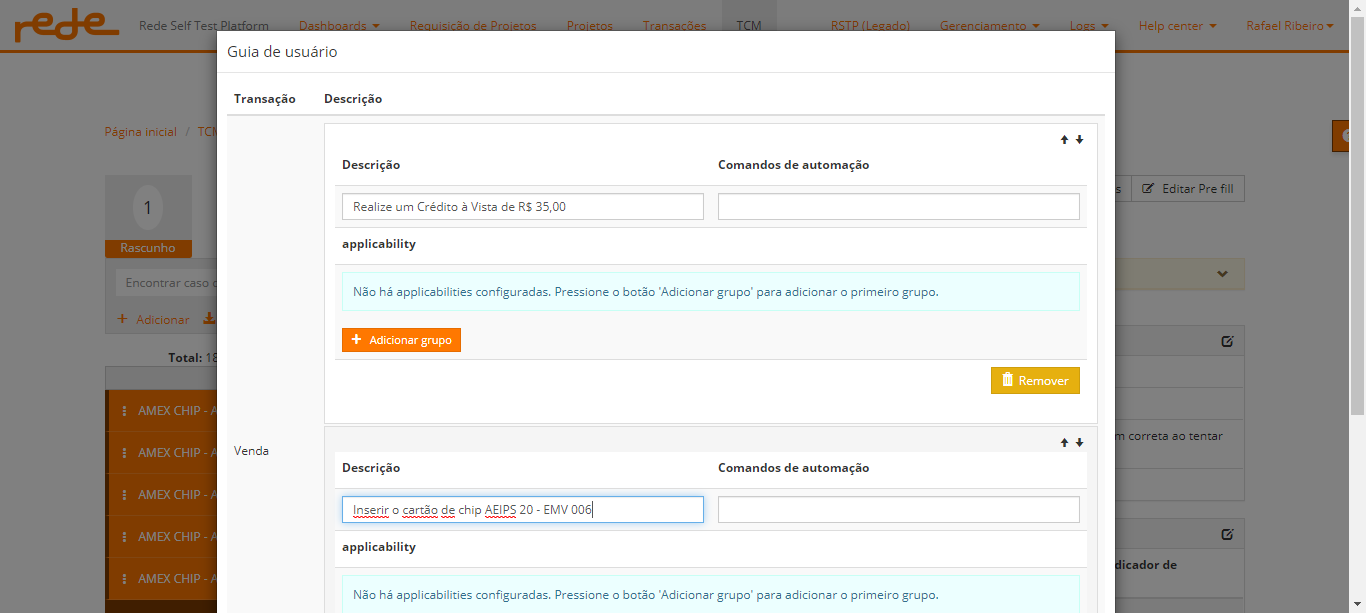 rede Rede Self Test Platform Dashboards Requisição de Projetos Projetos Transações TCM RSTP (Legado) Gerenciamento Logs Help center Rafael Ribeiro
Guia de usuário
Transação Descrição
Página inicial / TCM
Descrição Comandos de automação
1 Editar Pre fill
Realize um Crédito à Vista de R$ 35,00
Rascunho applicability
Encontrar caso Não há applicabilities configuradas. Pressione o botão 'Adicionar grupo' para adicionar o primeiro grupo.
+ Adicionar
+ Adicionar grupo
Total: 18
Remover
AMEX CHIP - A
m correta ao tentar
AMEX CHIP - A Venda
Descrição Comandos de automação
AMEX CHIP - A
Inserir o cartão de chip AEIPS 20 - EMV 006
AMEX CHIP - A
applicability
dicador de
AMEX CHIP - A
Não há applicabilities configuradas. Pressione o botão 'Adicionar grupo' para adicionar o primeiro grupo.